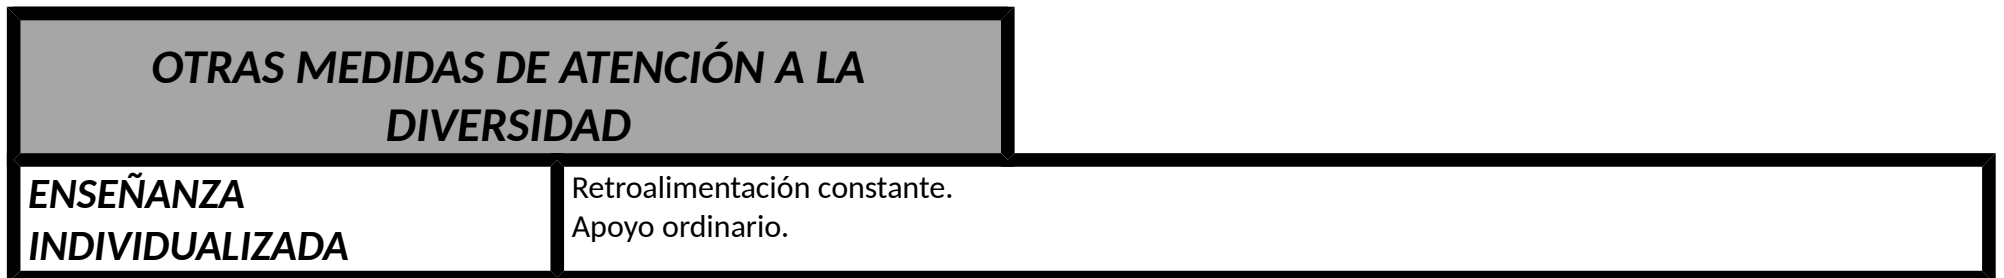 OTRAS MEDIDAS DE ATENCIÓN A LA
DIVERSIDAD
ENSEÑANZA
INDIVIDUALIZADA
Retroalimentación constante.
Apoyo ordinario.